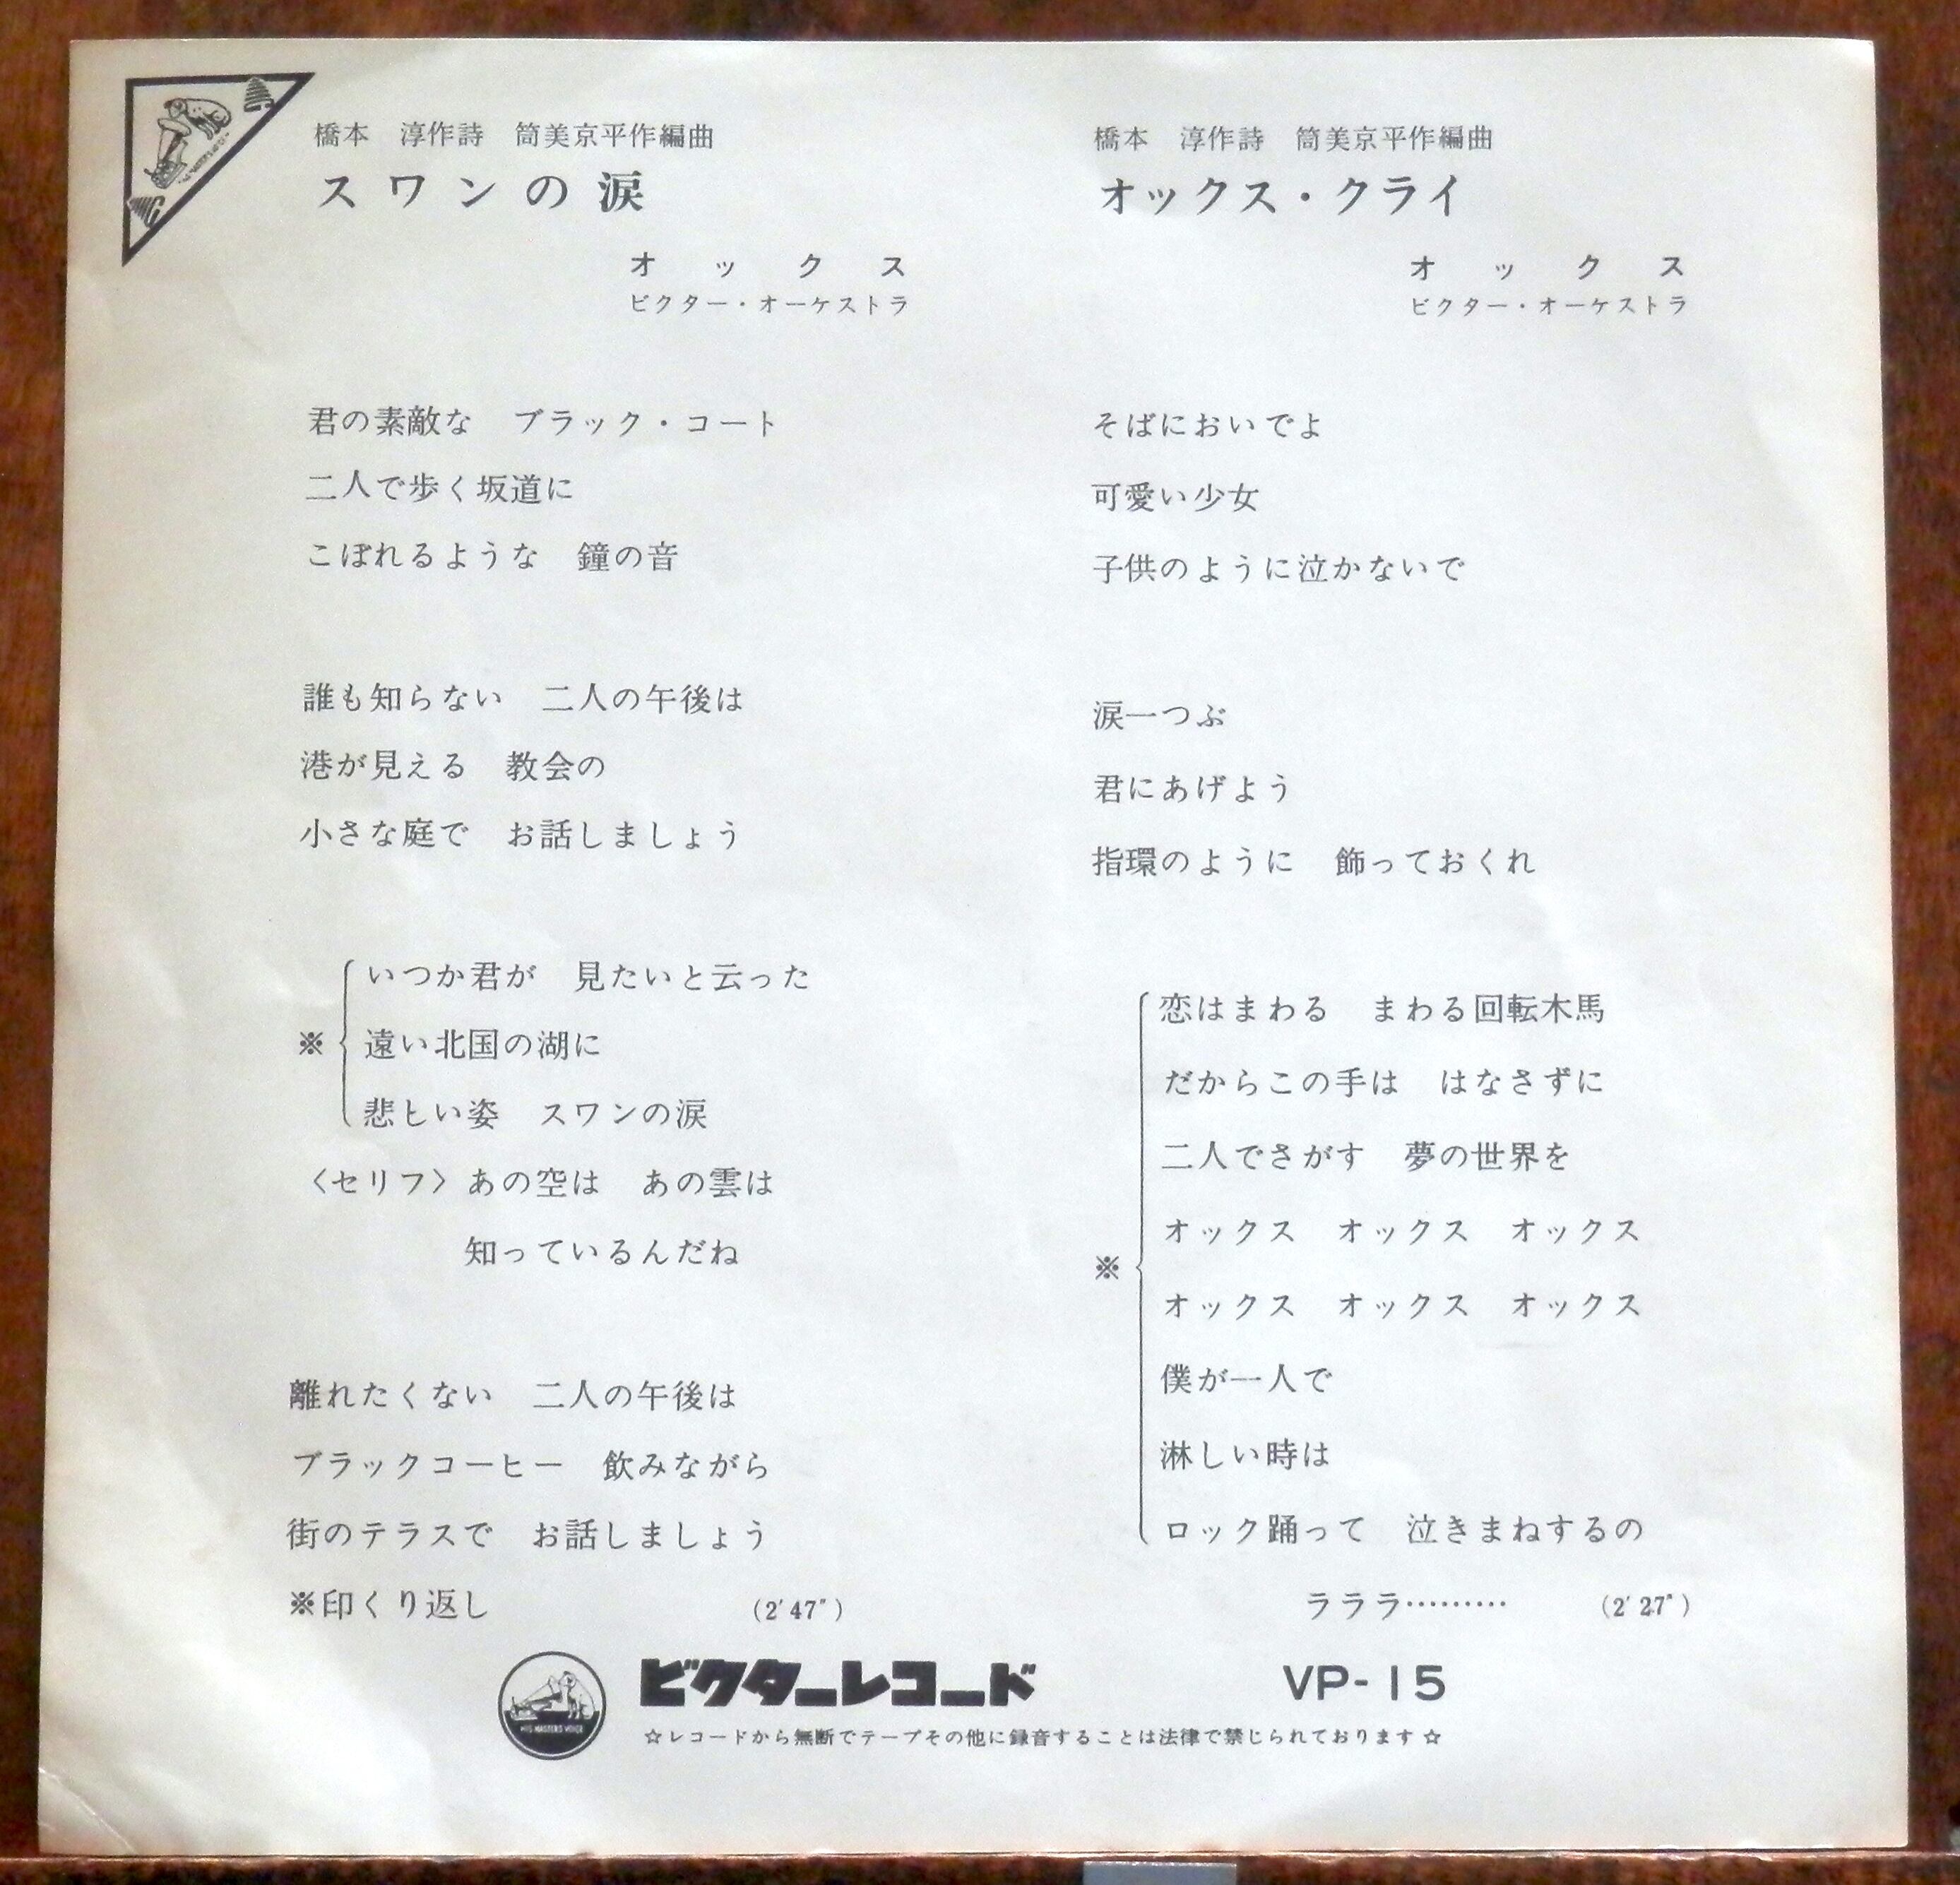 橋本　淳作詩　筒美京平作編曲
スワンの涙
オックス
ビクター・オーケストラ
君の素敵な　ブラック・コート
二人で歩く坂道に
こぼれるような　鐘の音
誰も知らない　二人の午後は
港が見える　教会の
小さな庭で　お話しましょう
いつか君が　見たいと云った
※ 遠い北国の湖に
悲しい姿　スワンの涙
〈セリフ〉あの空は　あの雲は
知っているんだね
離れたくない　二人の午後は
ブラックコーヒー　飲みながら
街のテラスで　お話しましょう
※印くり返し　(2′47″)
橋本　淳作詩　筒美京平作編曲
オックス・クライ
オックス
ビクター・オーケストラ
そばにおいでよ
可愛い少女
子供のように泣かないで
涙一つぶ
君にあげよう
指環のように　飾っておくれ
恋はまわる　まわる回転木馬
だからこの手は　はなさずに
二人でさがす　夢の世界を
オックス　オックス　オックス
※
オックス　オックス　オックス
僕が一人で
淋しい時は
ロック踊って　泣きまねするの
ラララ………　(2′27″)
HIS MASTERS VOICE
ビクターレコード　VP-15
☆レコードから無断でテープその他に録音することは法律で禁じられております☆